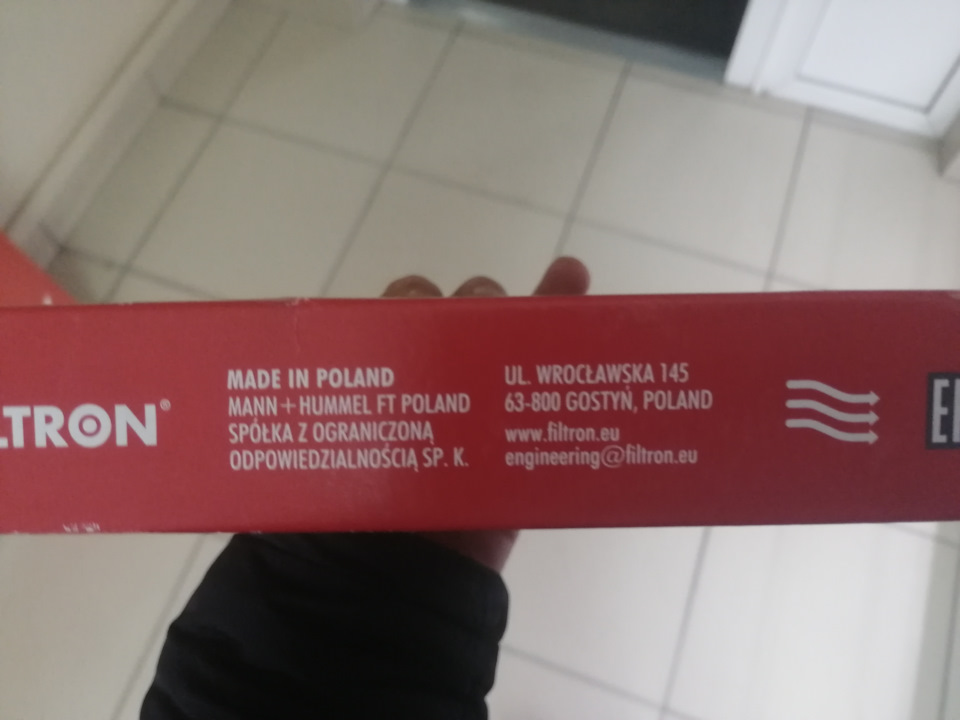 LTRON®
MADE IN POLAND
MANN+HUMMEL FT POLAND
SPÓŁKA Z OGRANICZONĄ
ODPOWIEDZIALNOŚCIĄ SP. K.
UL. WROCŁAWSKA 145
63-800 GOSTYŃ, POLAND
www.filtron.eu
engineering@filtron.eu